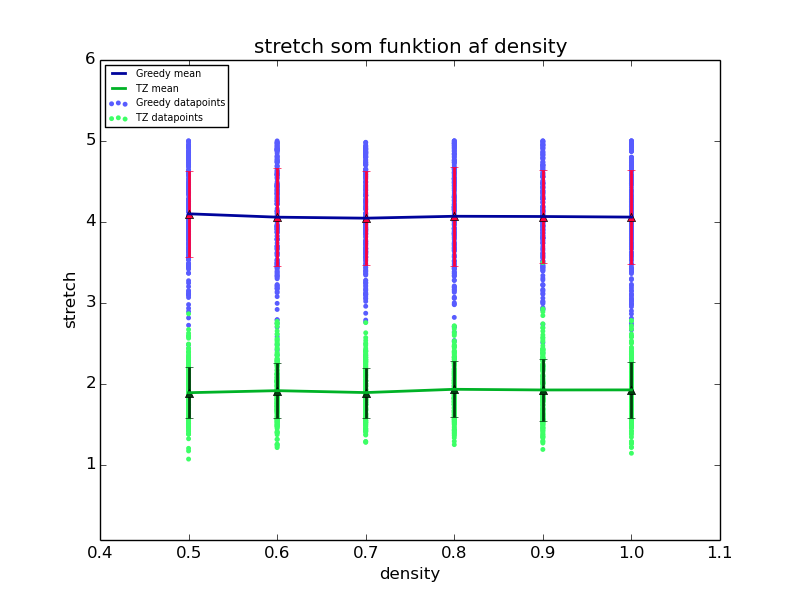 stretch som funktion af density
Greedy mean
TZ mean
Greedy datapoints
TZ datapoints
6
5
4
3
2
1
stretch
0.4 0.5 0.6 0.7 0.8 0.9 1.0 1.1
density